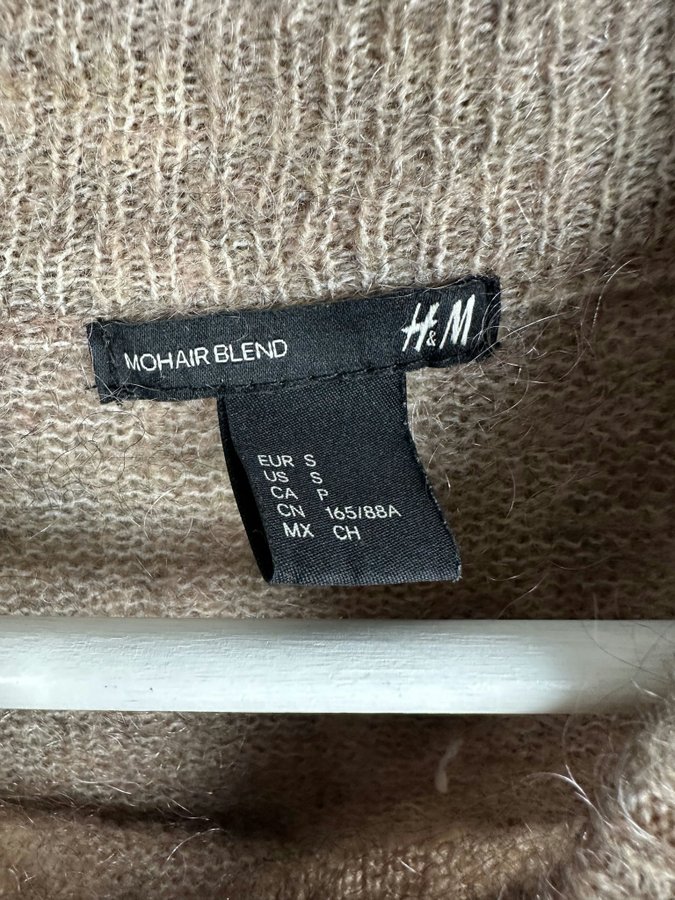 MOHAIR BLEND H&M
EUR S
US S
CA P
CN 165/88A
MX CH